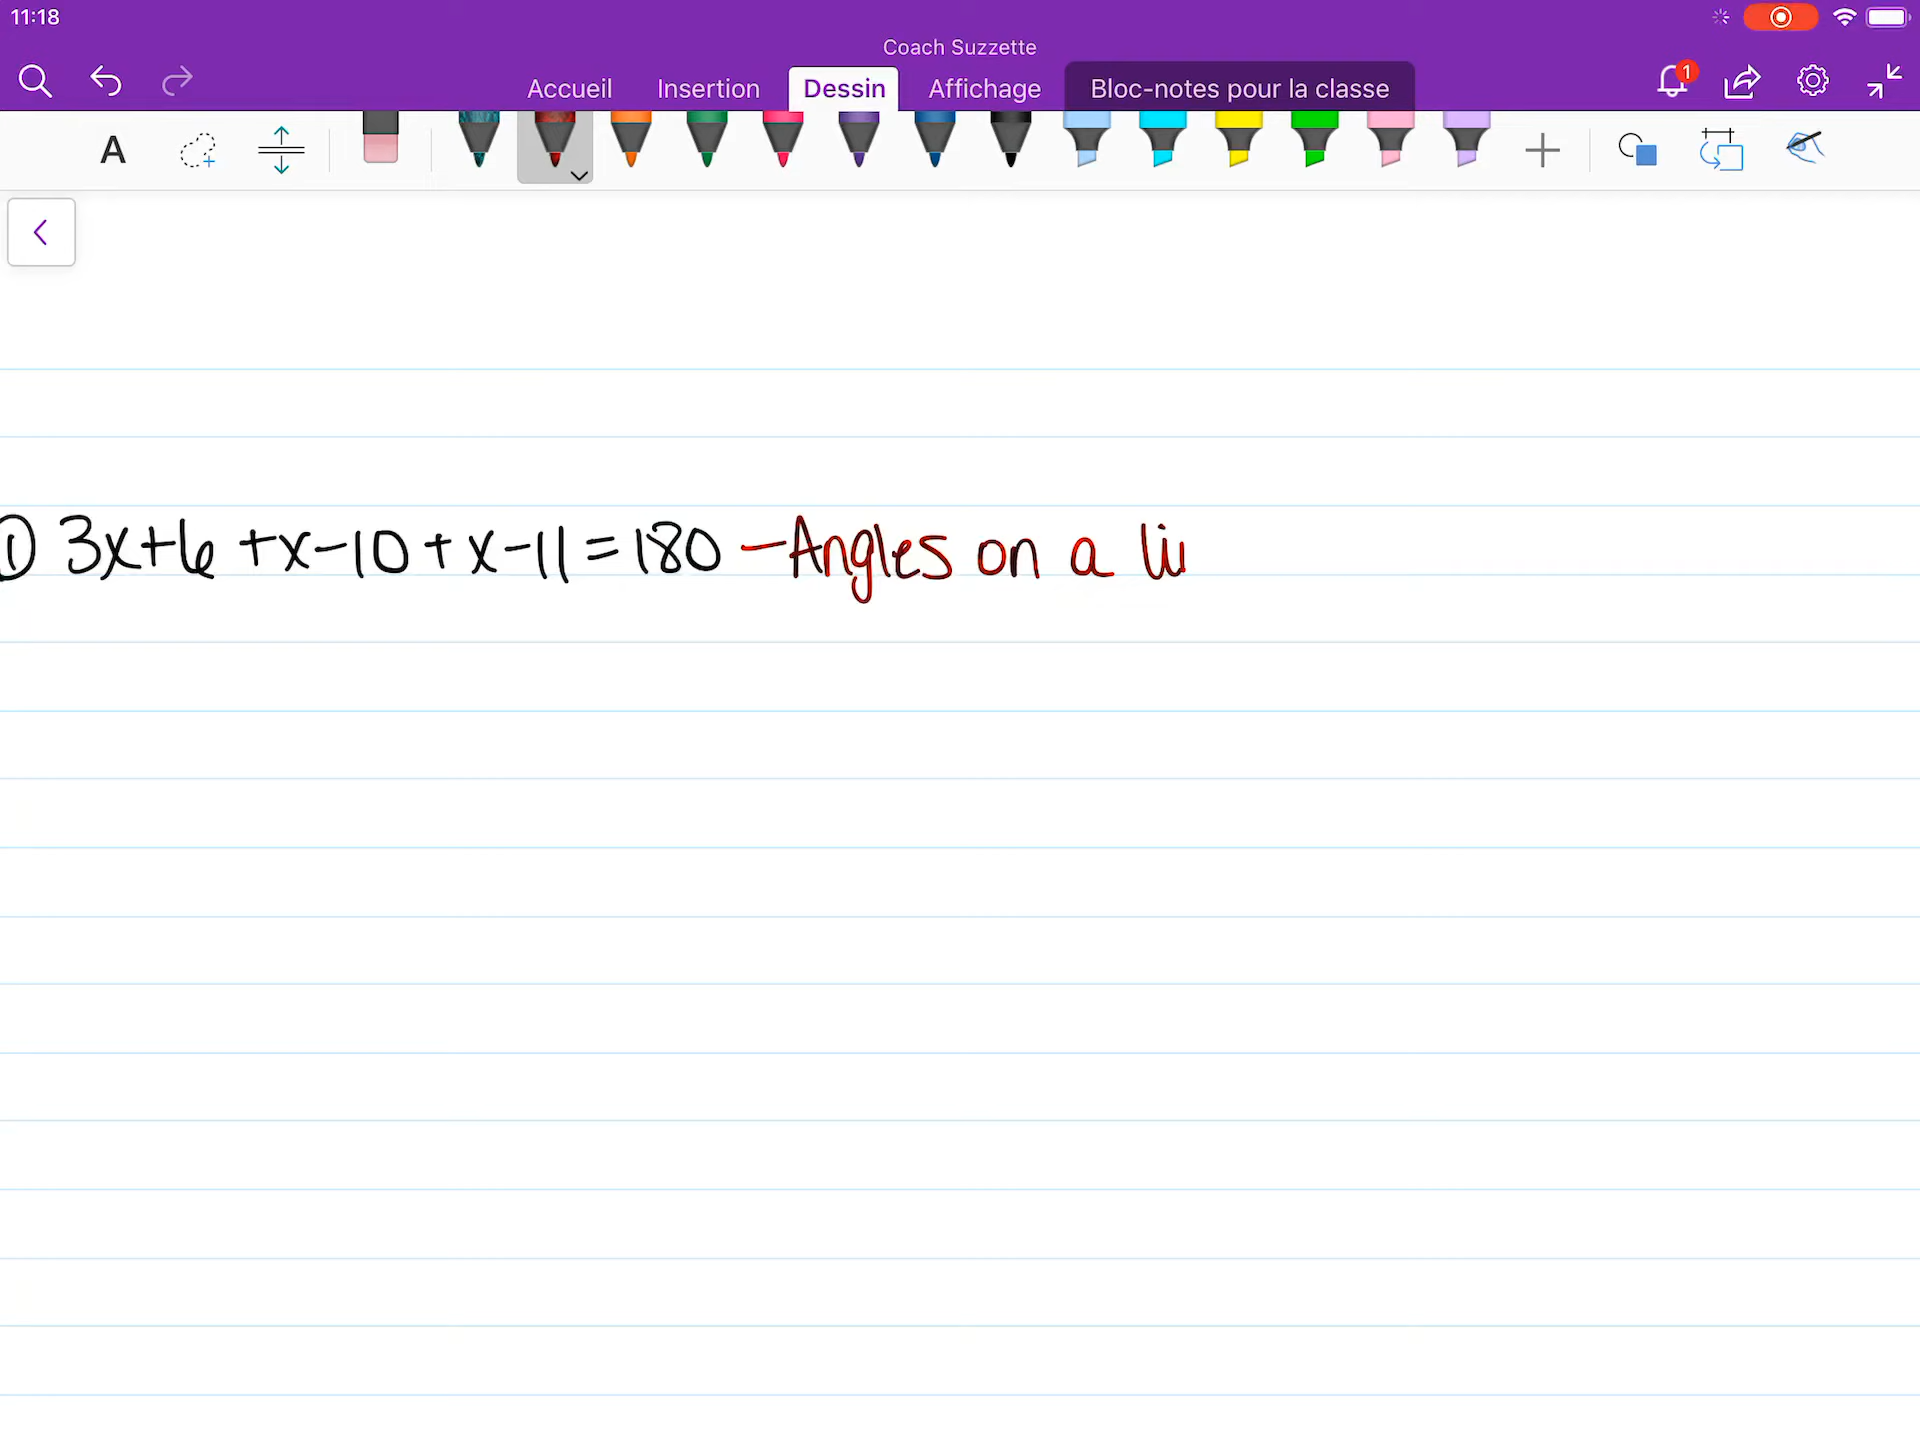 11:18
Coach Suzzette
Accueil Insertion Dessin Affichage Bloc-notes pour la classe 1
A
① 3x+6 +x-10+x-11=180 -Angles on a li